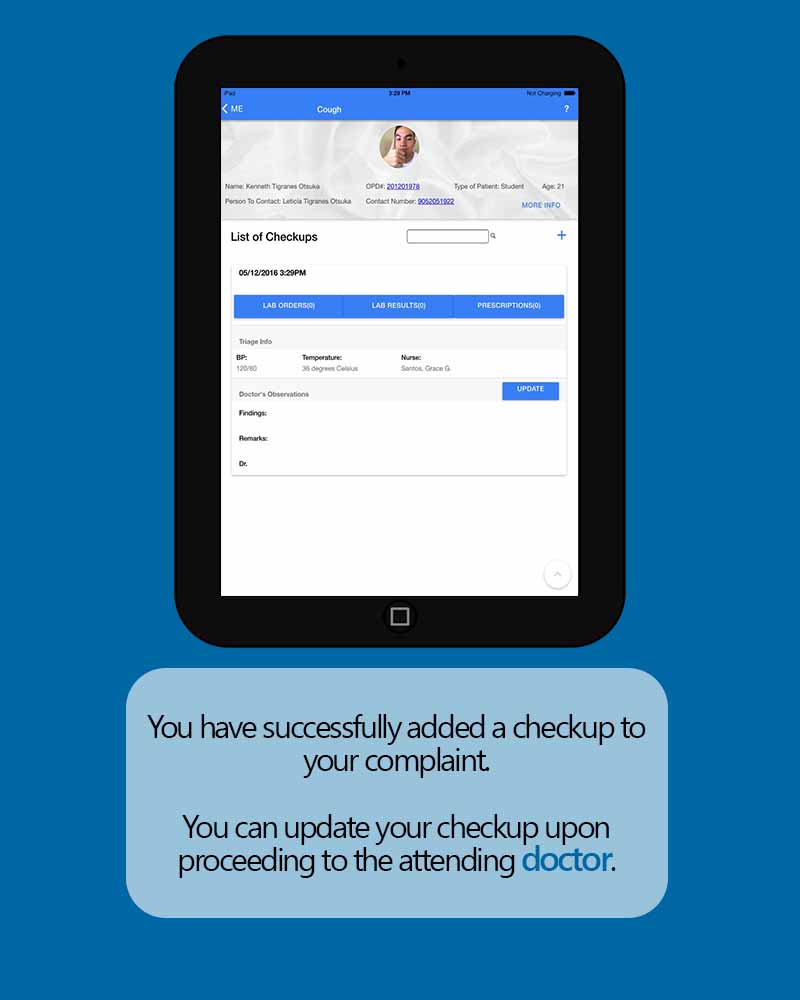 iPad 3:29 PM Not Charging
ME Cough ?
Name: Kenneth Tigranes Otsuka OPD#: 201201978 Type of Patient: Student Age: 21
Person To Contact: Leticia Tigranes Otsuka Contact Number: 9052051922 MORE INFO
List of Checkups +
05/12/2016 3:29PM
LAB ORDERS(0) LAB RESULTS(0) PRESCRIPTIONS(0)
Triage Info
BP: Temperature: Nurse:
120/80 36 degrees Celsius Santos, Grace G.
Doctor's Observations UPDATE
Findings:
Remarks:
Dr.
You have successfully added a checkup to
your complaint.
You can update your checkup upon
proceeding to the attending doctor.